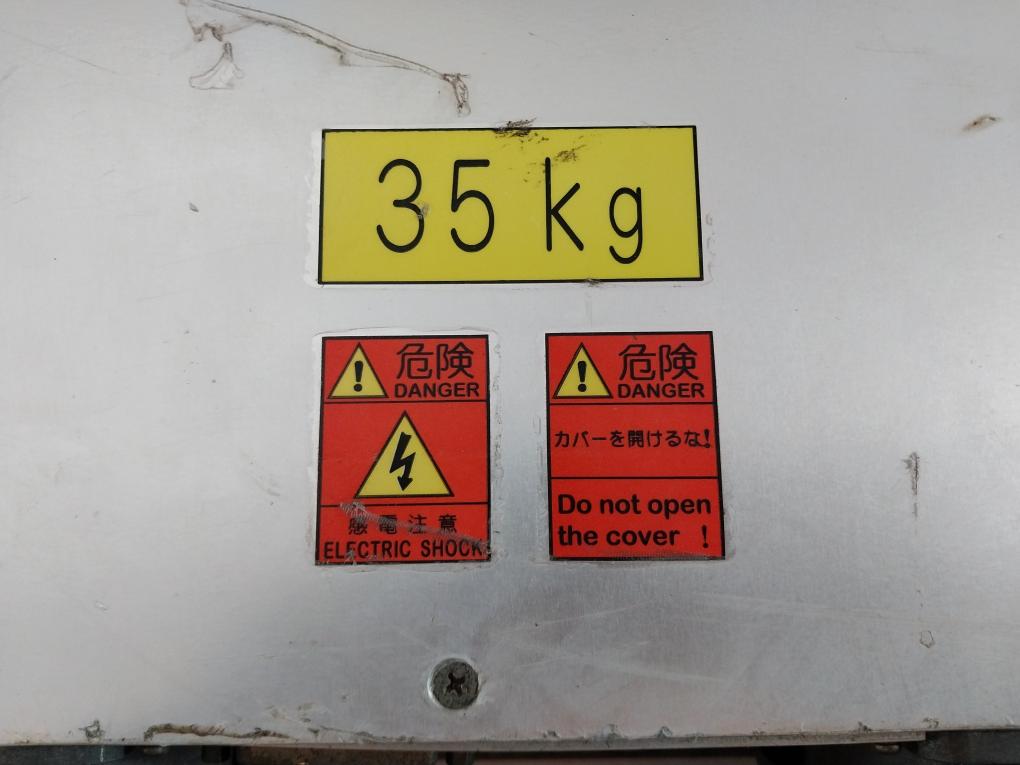 35 kg
危険
DANGER
感電注意
ELECTRIC SHOCK
危険
DANGER
カバーを開けるな!
Do not open
the cover !